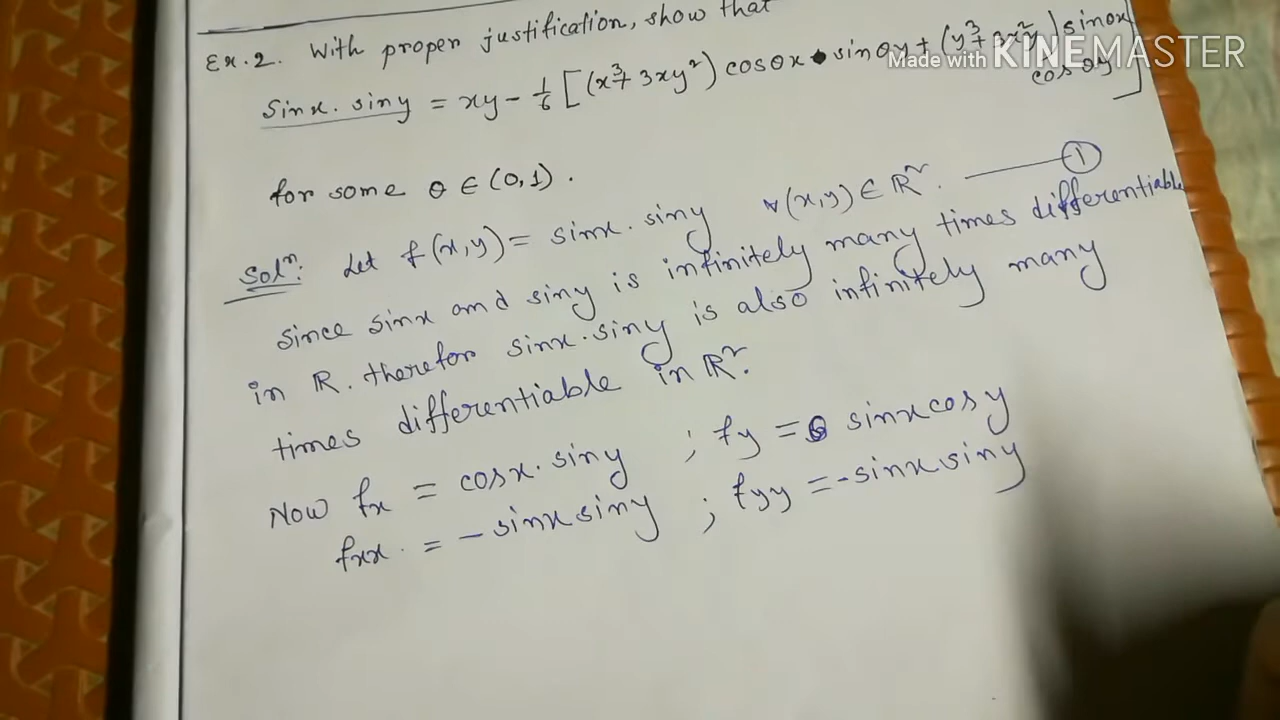 Ex.2. With proper justification, show that
Sinx. siny = xy - 1/6 [(x³+ 3xy²) cosθx • sinθy + (y³+ 3x²y) sinθx
cosθy]
Made with KINEMASTER
for some θ ∈ (0,1).
Solⁿ: Let f(x,y) = sinx. siny ∀(x,y) ∈ ℝ². ——— ①
Since sinx and siny is infinitely many times differentiable
in ℝ. therefor sinx.siny is also infinitely many
times differentiable in ℝ².
Now fx = cosx. siny ; fy = sinx cosy
fxx = - sinx siny ; fyy = -sinx siny